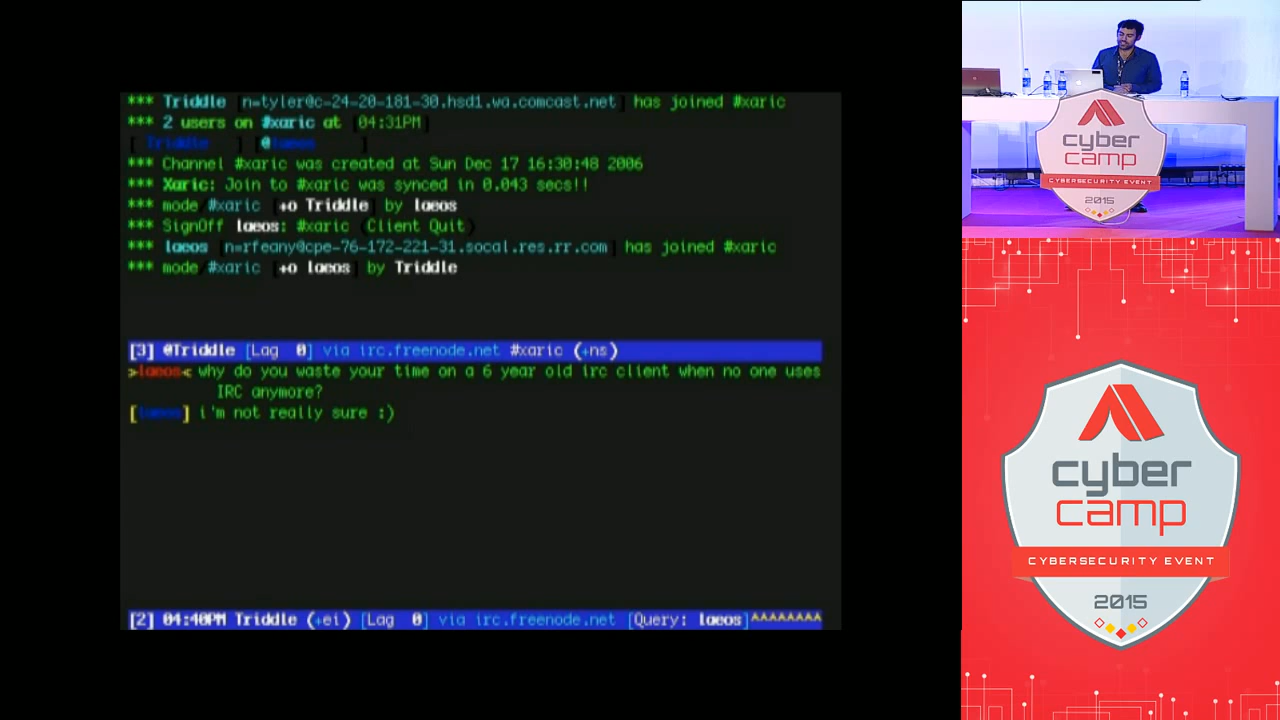 *** Triddle [n=tyler@c-24-20-181-30.hsd1.wa.comcast.net] has joined #xaric
*** 2 users on #xaric at [04:31PM]
[ Triddle ] [@laeos ]
*** Channel #xaric was created at Sun Dec 17 16:30:48 2006
*** Xaric: Join to #xaric was synced in 0.043 secs!!
*** mode/#xaric [+o Triddle] by laeos
*** SignOff laeos: #xaric (Client Quit)
*** laeos [n=rfeany@cpe-76-172-221-31.socal.res.rr.com] has joined #xaric
*** mode/#xaric [+o laeos] by Triddle
[3] @Triddle [Lag 0] via irc.freenode.net #xaric (+ns)
>laeos< why do you waste your time on a 6 year old irc client when no one uses
IRC anymore?
[laeos] i'm not really sure :)
[2] 04:40PM Triddle (+ei) [Lag 0] via irc.freenode.net [Query: laeos]^^^^^^^^
cyber
camp
CYBERSECURITY EVENT
2015
cyber
camp
CYBERSECURITY EVENT
2015